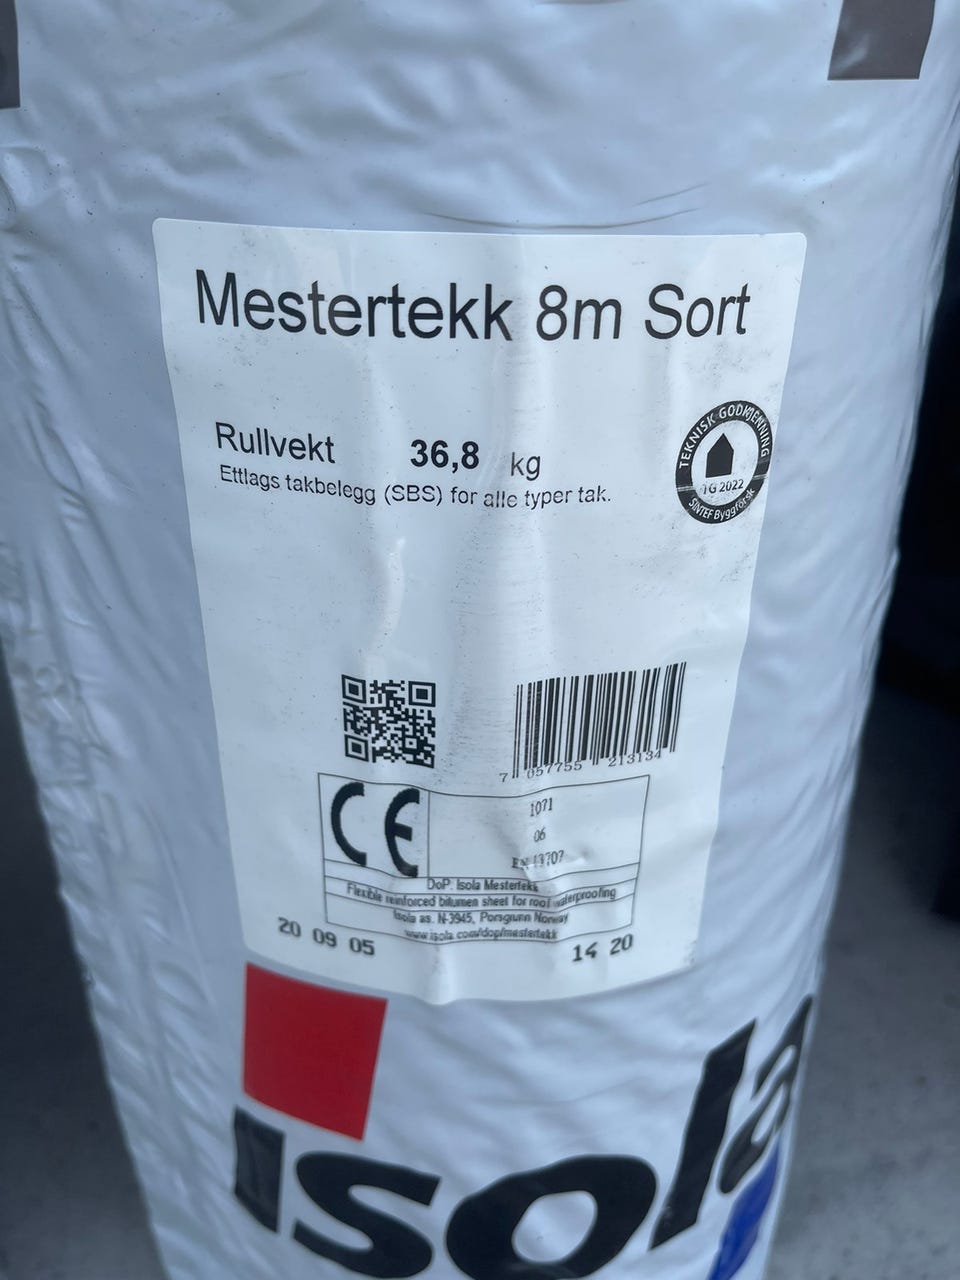 Mestertekk 8m Sort
Rullvekt 36,8 kg
Ettlags takbelegg (SBS) for alle typer tak.
TEKNISK GODKJENNING
TG 2022
SINTEF Byggforsk
7 057755 213134
CE
1071
06
EN 13707
DoP. Isola Mestertekk
Flexible reinforced bitumen sheet for roof waterproofing
Isola as. N-3945, Porsgrunn Norway
www.isola.com/dop/mestertekk
20 09 05 14 20
isola